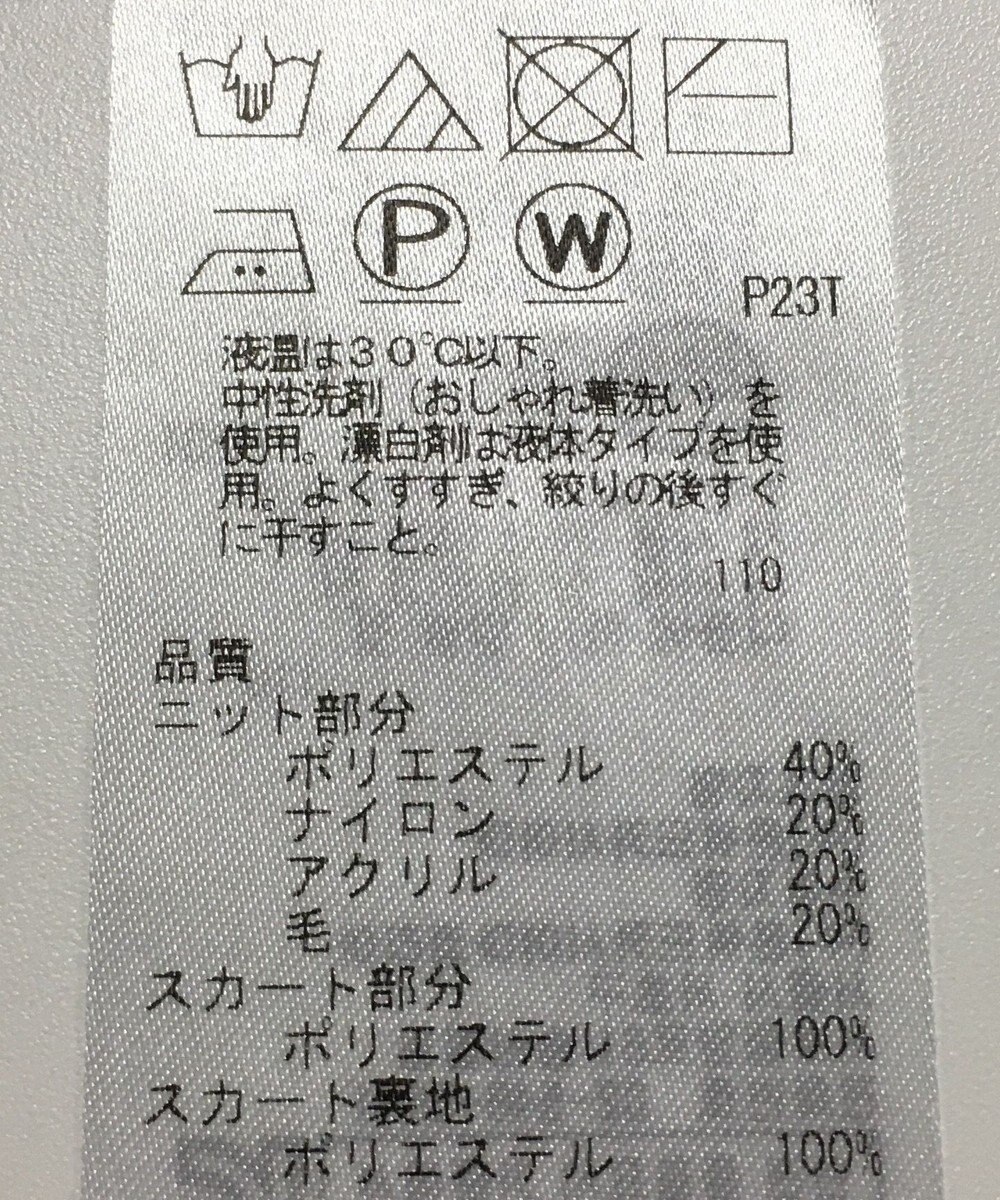 P W
P23T
液温は30℃以下。
中性洗剤(おしゃれ着洗い)を
使用。漂白剤は液体タイプを使
用。よくすすぎ、絞りの後すぐ
に干すこと。
110
品質
ニット部分
ポリエステル 40%
ナイロン 20%
アクリル 20%
毛 20%
スカート部分
ポリエステル 100%
スカート裏地
ポリエステル 100%